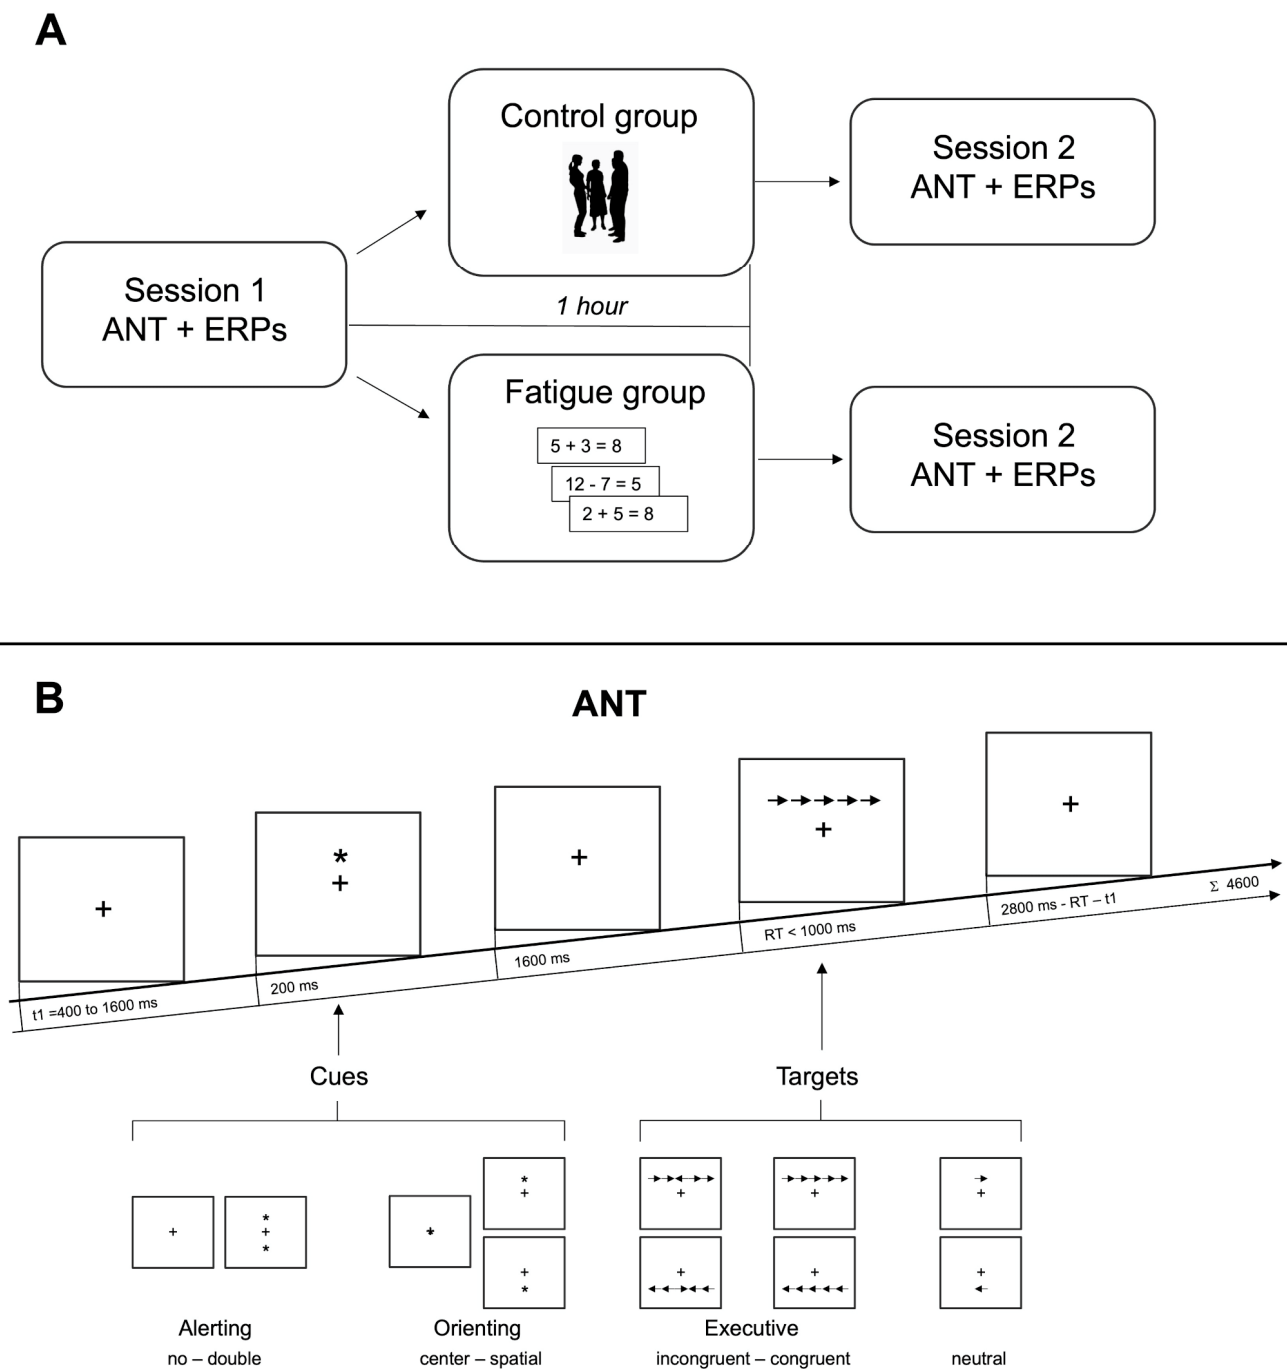 A
Control group
Session 2
ANT + ERPs
Session 1
ANT + ERPs
1 hour
Fatigue group
5 + 3 = 8
12 - 7 = 5
2 + 5 = 8
Session 2
ANT + ERPs
B
ANT
*
+
+
+
+
+
t1 =400 to 1600 ms
200 ms
1600 ms
RT < 1000 ms
2800 ms - RT – t1
Σ 4600
Cues
Targets
+
*
+
*
+
*
+
+
*
+
+
+
+
+
+
Alerting
Orienting
Executive
no – double
center – spatial
incongruent – congruent
neutral